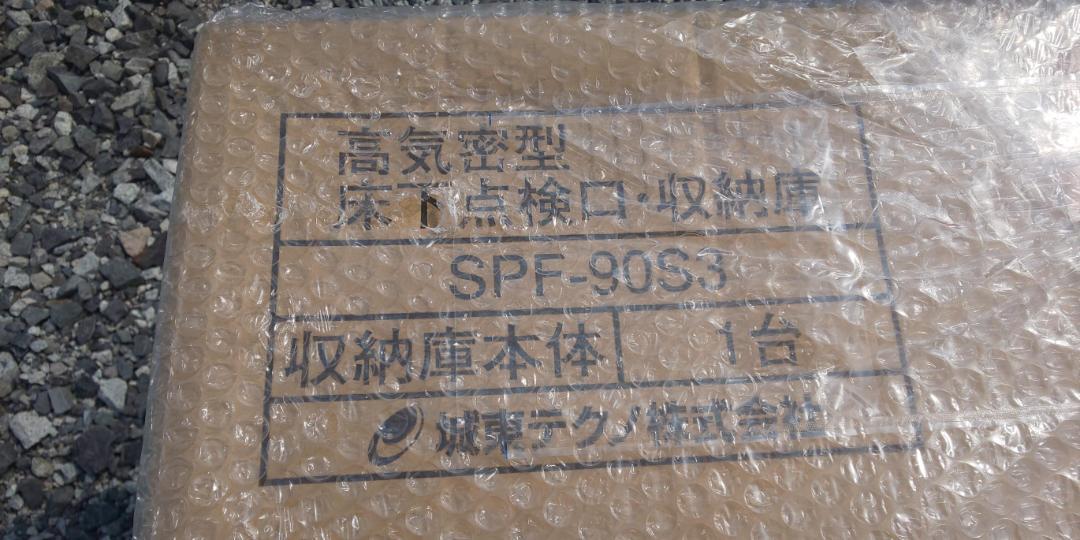 高気密型
床下点検口・収納庫
SPF-90S3
収納庫本体 1台
城東テクノ株式会社